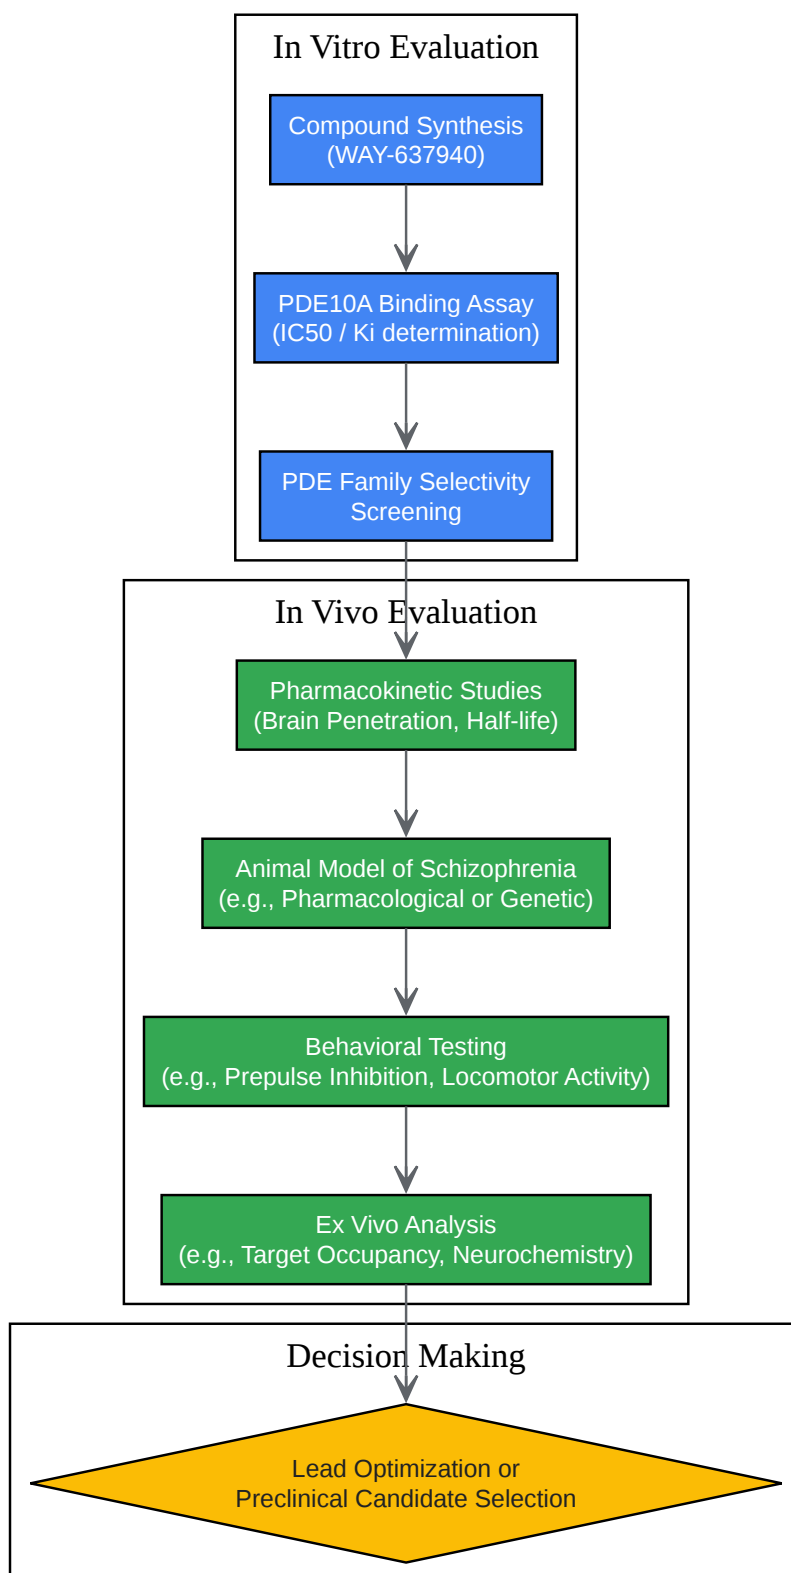 In Vitro Evaluation
Compound Synthesis
(WAY-637940)
PDE10A Binding Assay
(IC50 / Ki determination)
PDE Family Selectivity
Screening
In Vivo Evaluation
Pharmacokinetic Studies
(Brain Penetration, Half-life)
Animal Model of Schizophrenia
(e.g., Pharmacological or Genetic)
Behavioral Testing
(e.g., Prepulse Inhibition, Locomotor Activity)
Ex Vivo Analysis
(e.g., Target Occupancy, Neurochemistry)
Decision Making
Lead Optimization or
Preclinical Candidate Selection